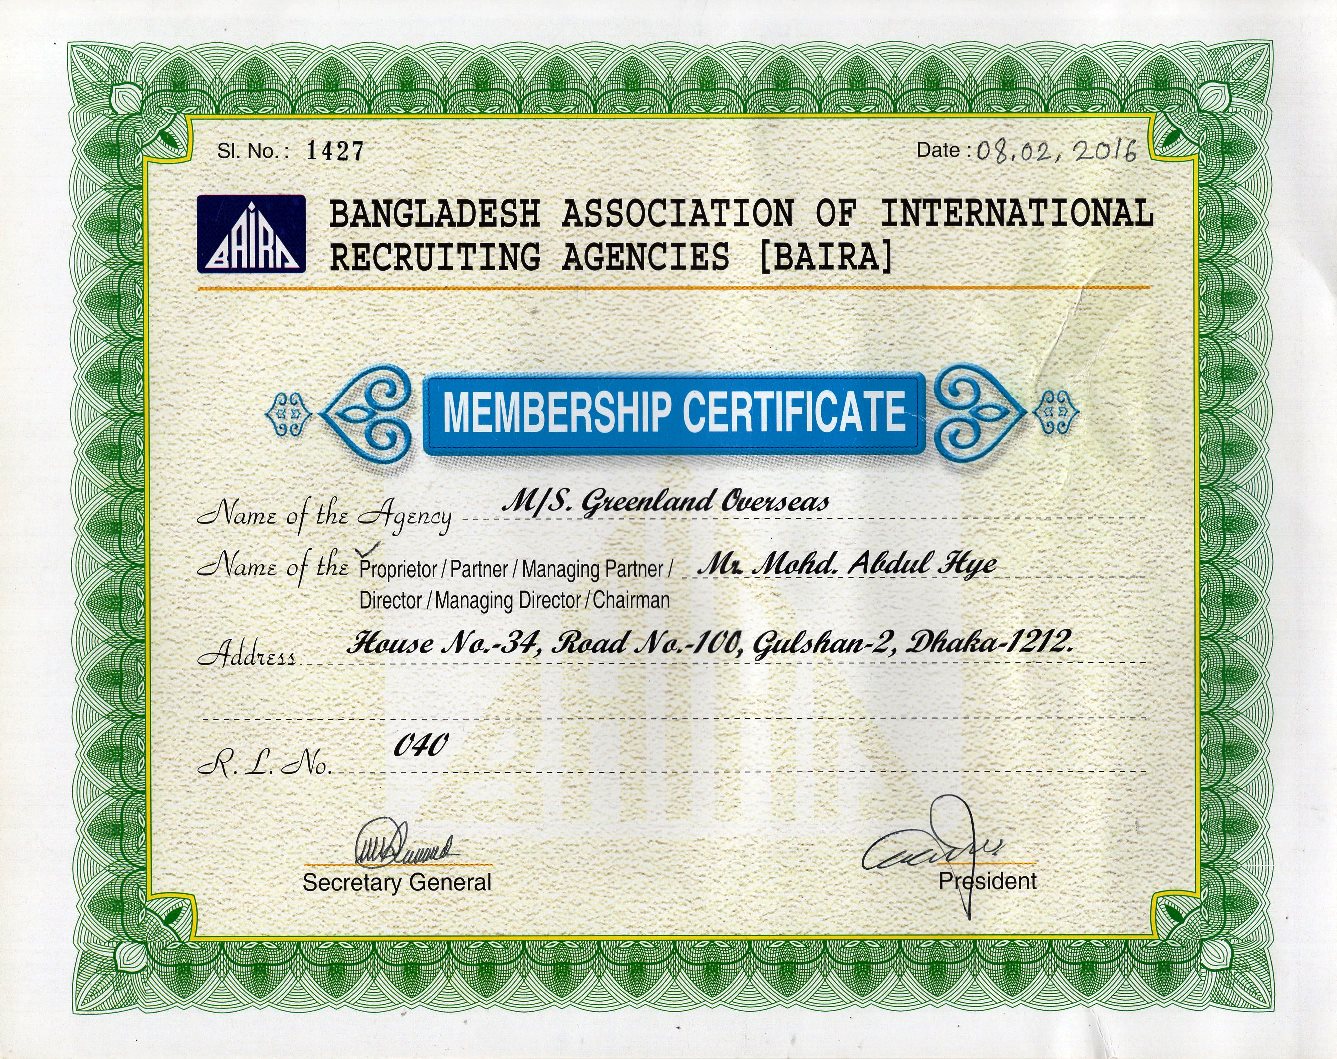 Sl. No. : 1427
Date : 08.02, 2016
BAIRA
BANGLADESH ASSOCIATION OF INTERNATIONAL
RECRUITING AGENCIES [BAIRA]
MEMBERSHIP CERTIFICATE
Name of the Agency M/S. Greenland Overseas
Name of the Proprietor / Partner / Managing Partner / Mr. Mohd. Abdul Hye
Director / Managing Director / Chairman
Address House No.-34, Road No.-100, Gulshan-2, Dhaka-1212.
R. L. No. 040
Secretary General
President